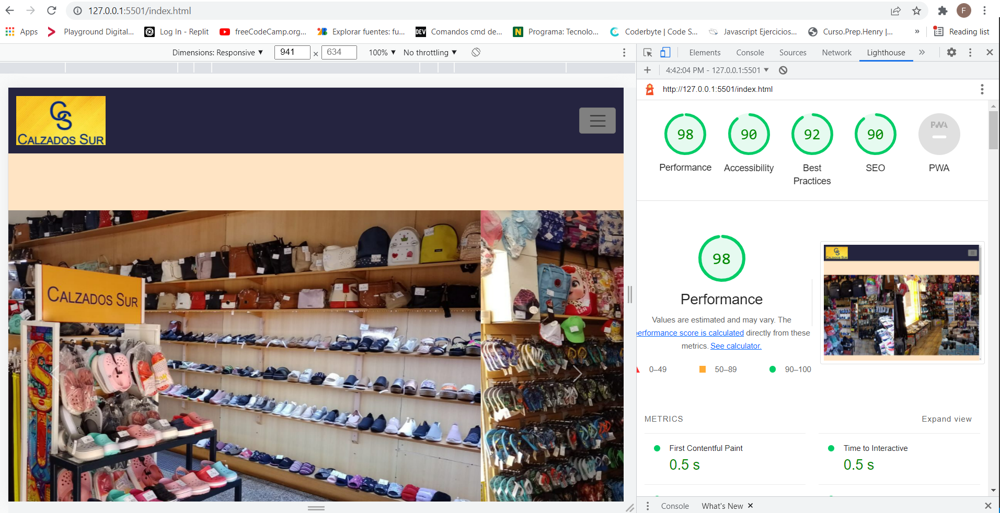 127.0.0.1:5501/index.html
F
Apps
Playground Digital...
Log In - Replit
freeCodeCamp.org...
Explorar fuentes: fu...
DEV Comandos cmd de...
N Programa: Tecnolo...
Coderbyte | Code S...
Javascript Ejercicios...
Curso.Prep.Henry |...
»
Reading list
Dimensions: Responsive ▼ 941 × 634 100% ▼ No throttling ▼
Elements Console Sources Network Lighthouse »
+ 4:42:04 PM - 127.0.0.1:5501 ▼
http://127.0.0.1:5501/index.html
CS
CALZADOS SUR
98 90 92 90 PWA
Performance Accessibility Best Practices SEO PWA
98
Performance
Values are estimated and may vary. The
performance score is calculated directly from these
metrics. See calculator.
0–49 50–89 90–100
CS
CALZADOS SUR
METRICS Expand view
First Contentful Paint
0.5 s
Time to Interactive
0.5 s
CALZADOS SUR
Console What's New ×